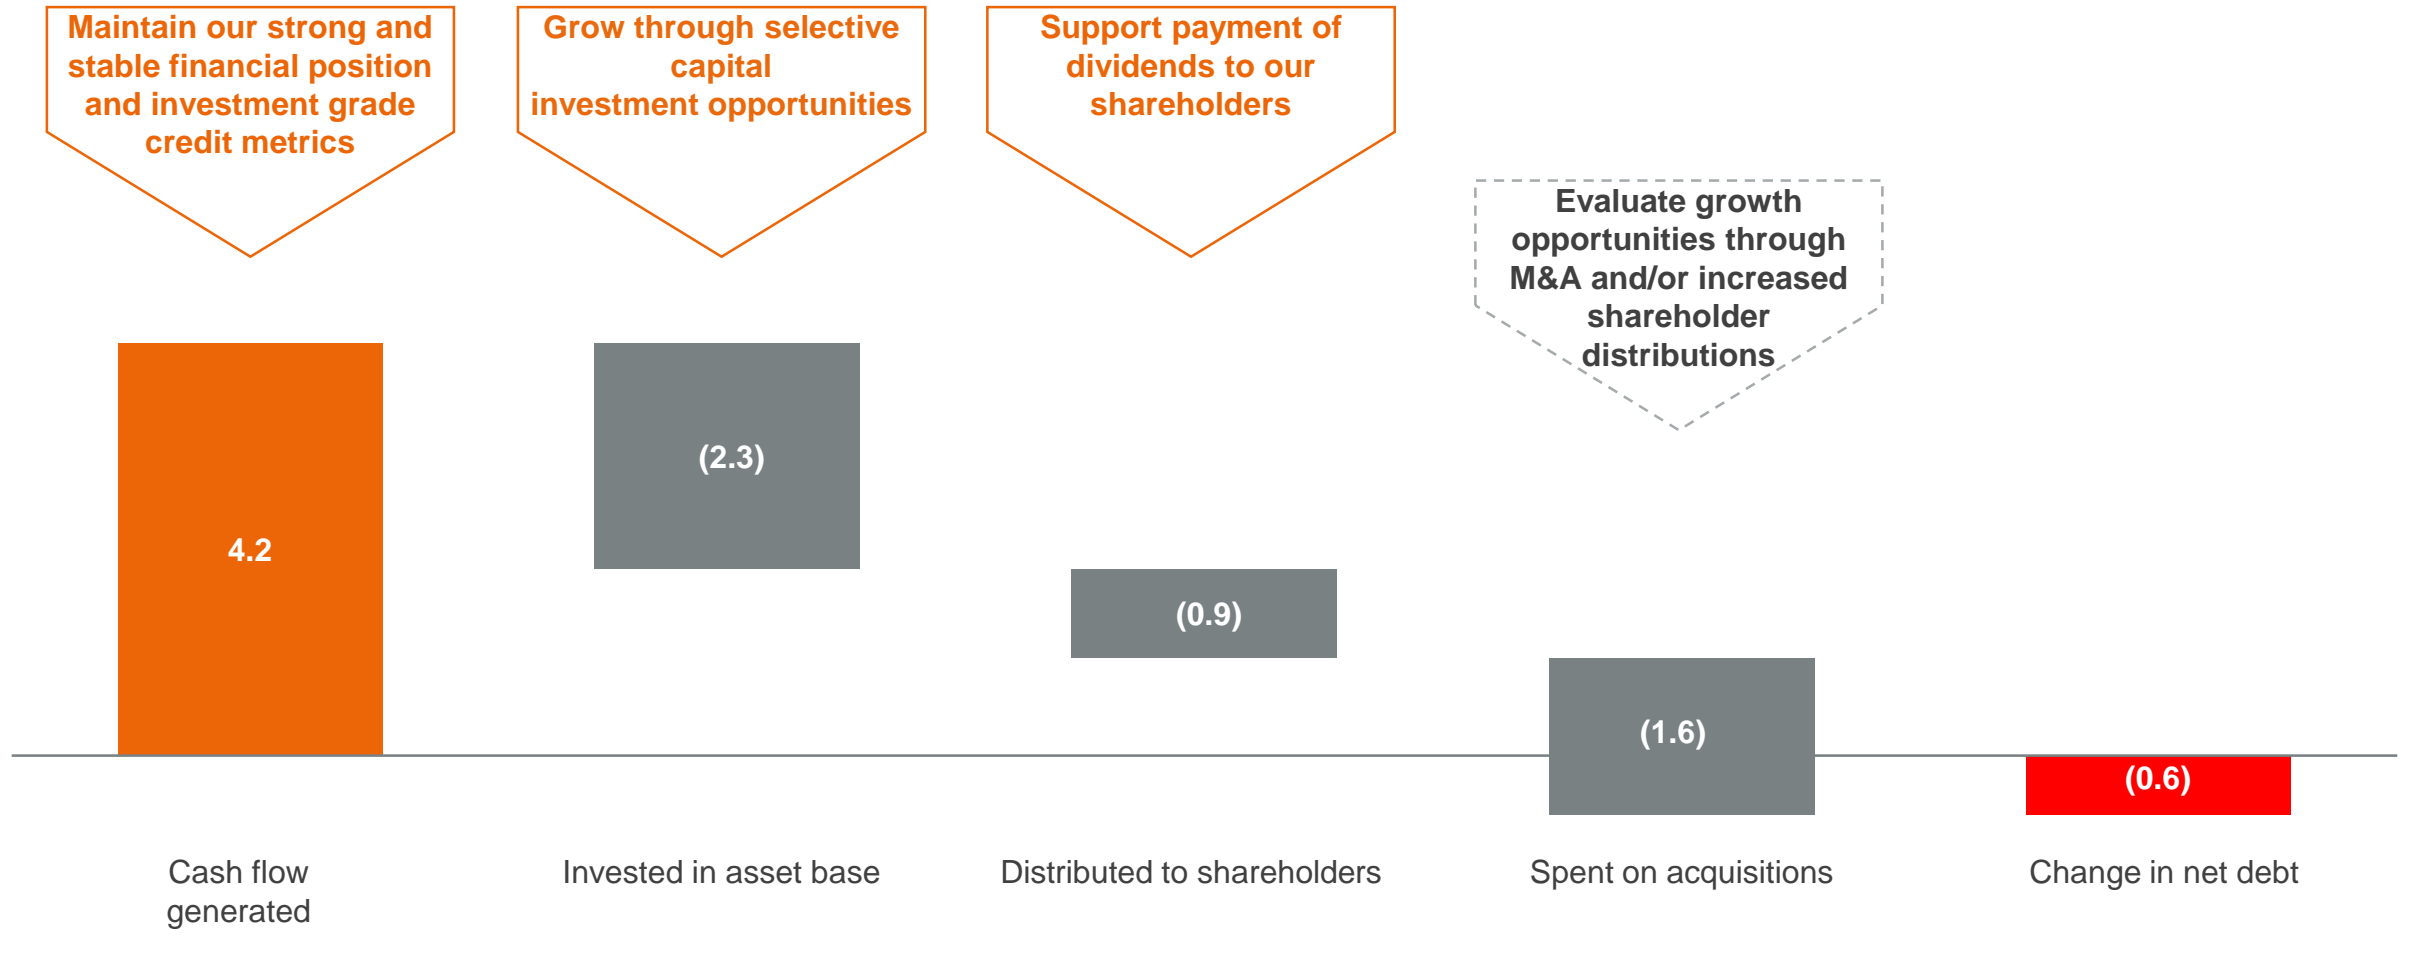 Maintain our strong and
stable financial position
and investment grade
credit metrics
Grow through selective
capital
investment opportunities
Support payment of
dividends to our
shareholders
Evaluate growth
opportunities through
M&A and/or increased
shareholder
distributions
4.2
(2.3)
(0.9)
(1.6)
(0.6)
Cash flow
generated
Invested in asset base
Distributed to shareholders
Spent on acquisitions
Change in net debt